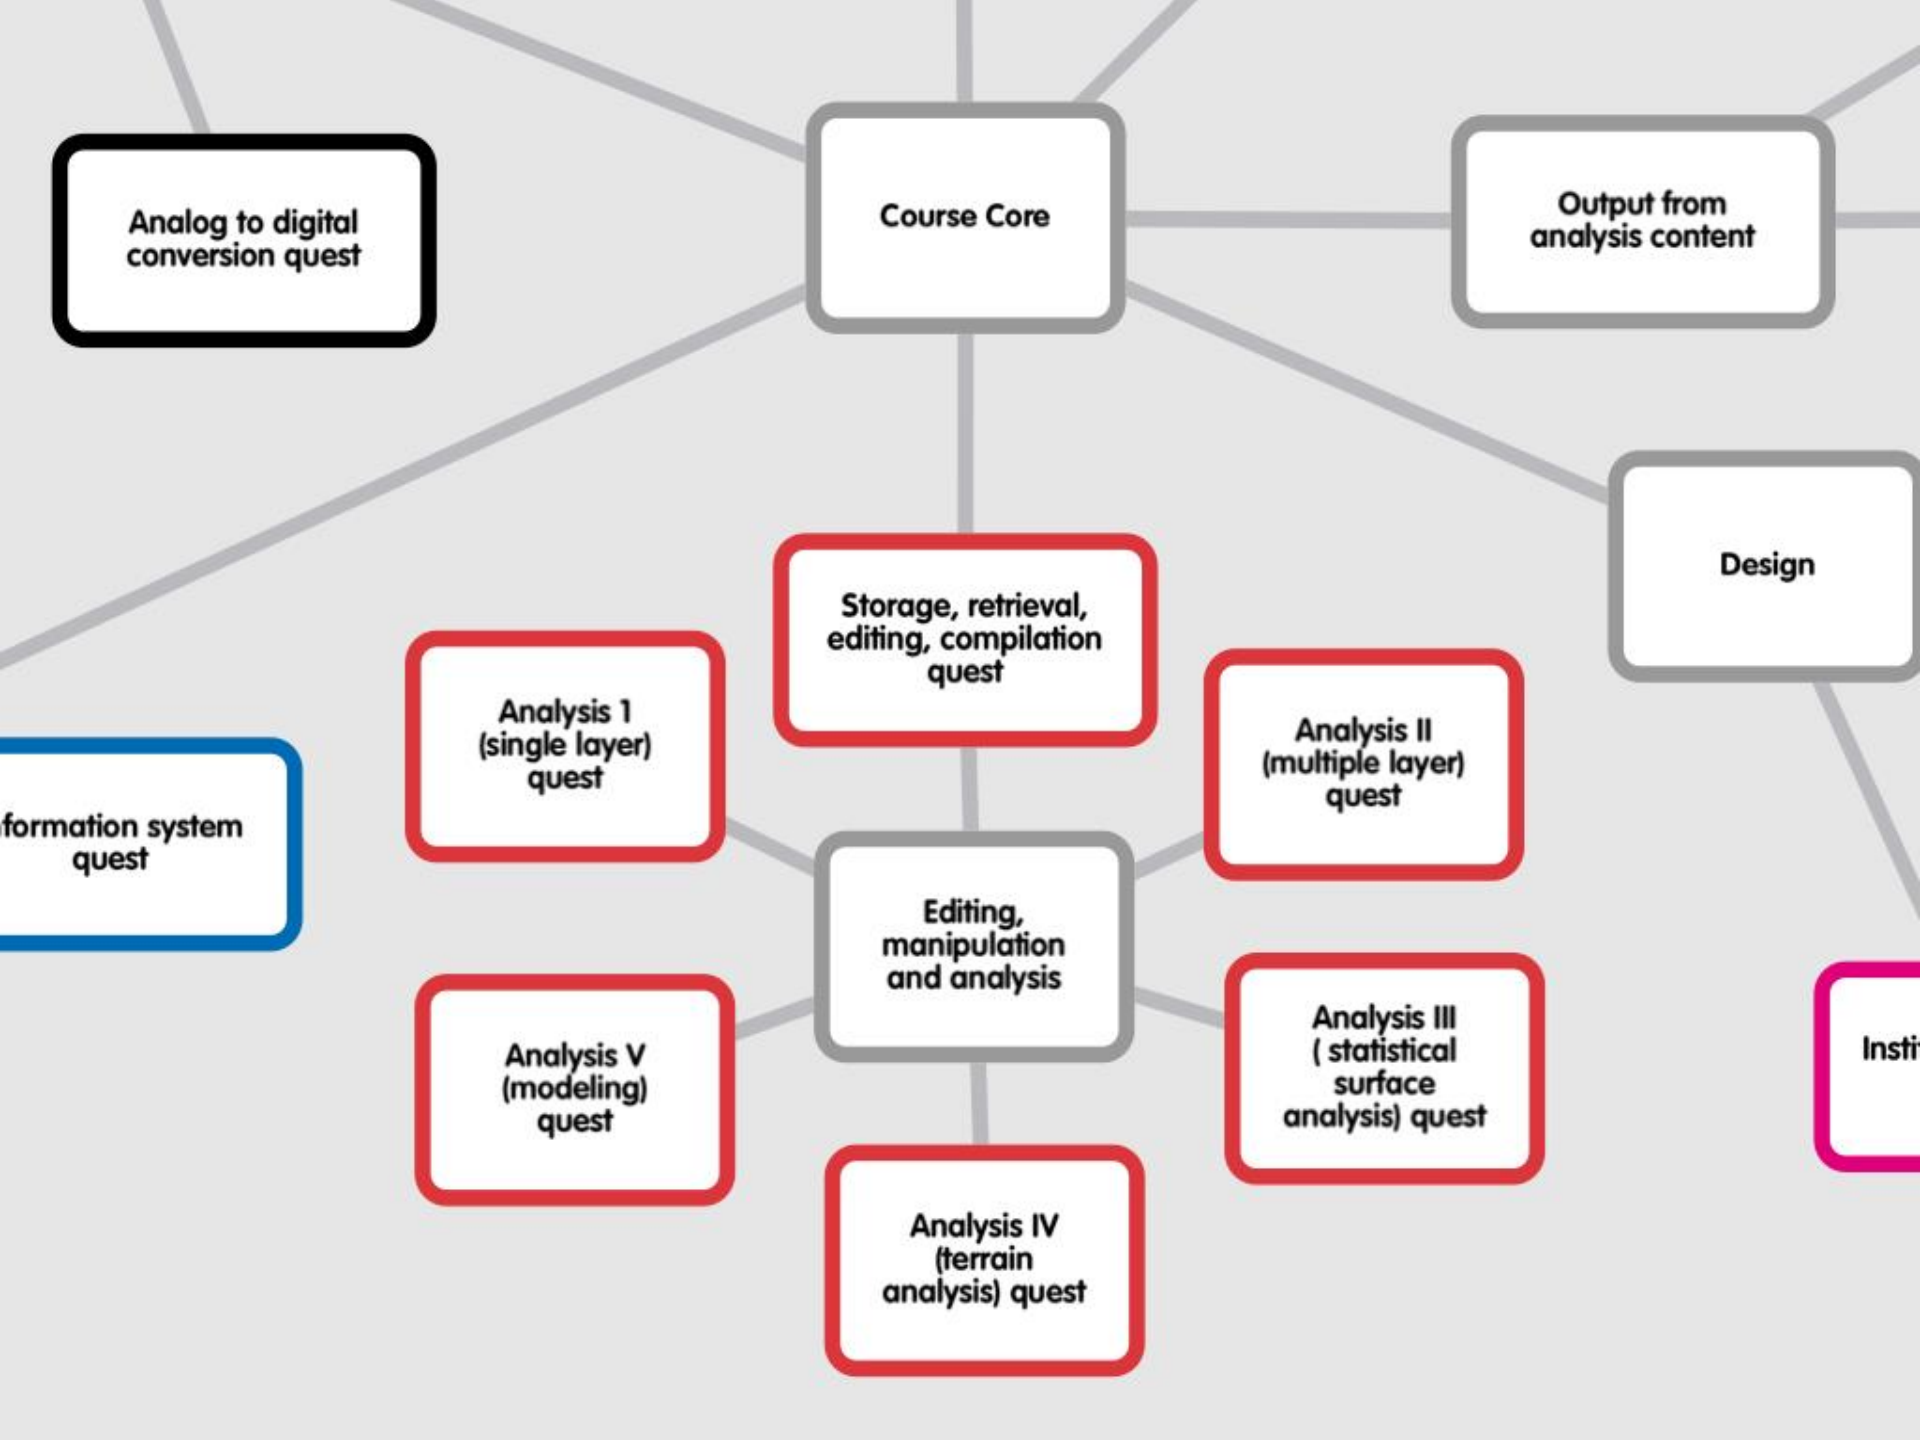 Analog to digital
conversion quest
Course Core
Output from
analysis content
Design
Storage, retrieval,
editing, compilation
quest
Analysis 1
(single layer)
quest
Analysis II
(multiple layer)
quest
system
quest
Editing,
manipulation
and analysis
Analysis V
(modeling)
quest
Analysis III
( statistical
surface
analysis) quest
Analysis IV
(terrain
analysis) quest